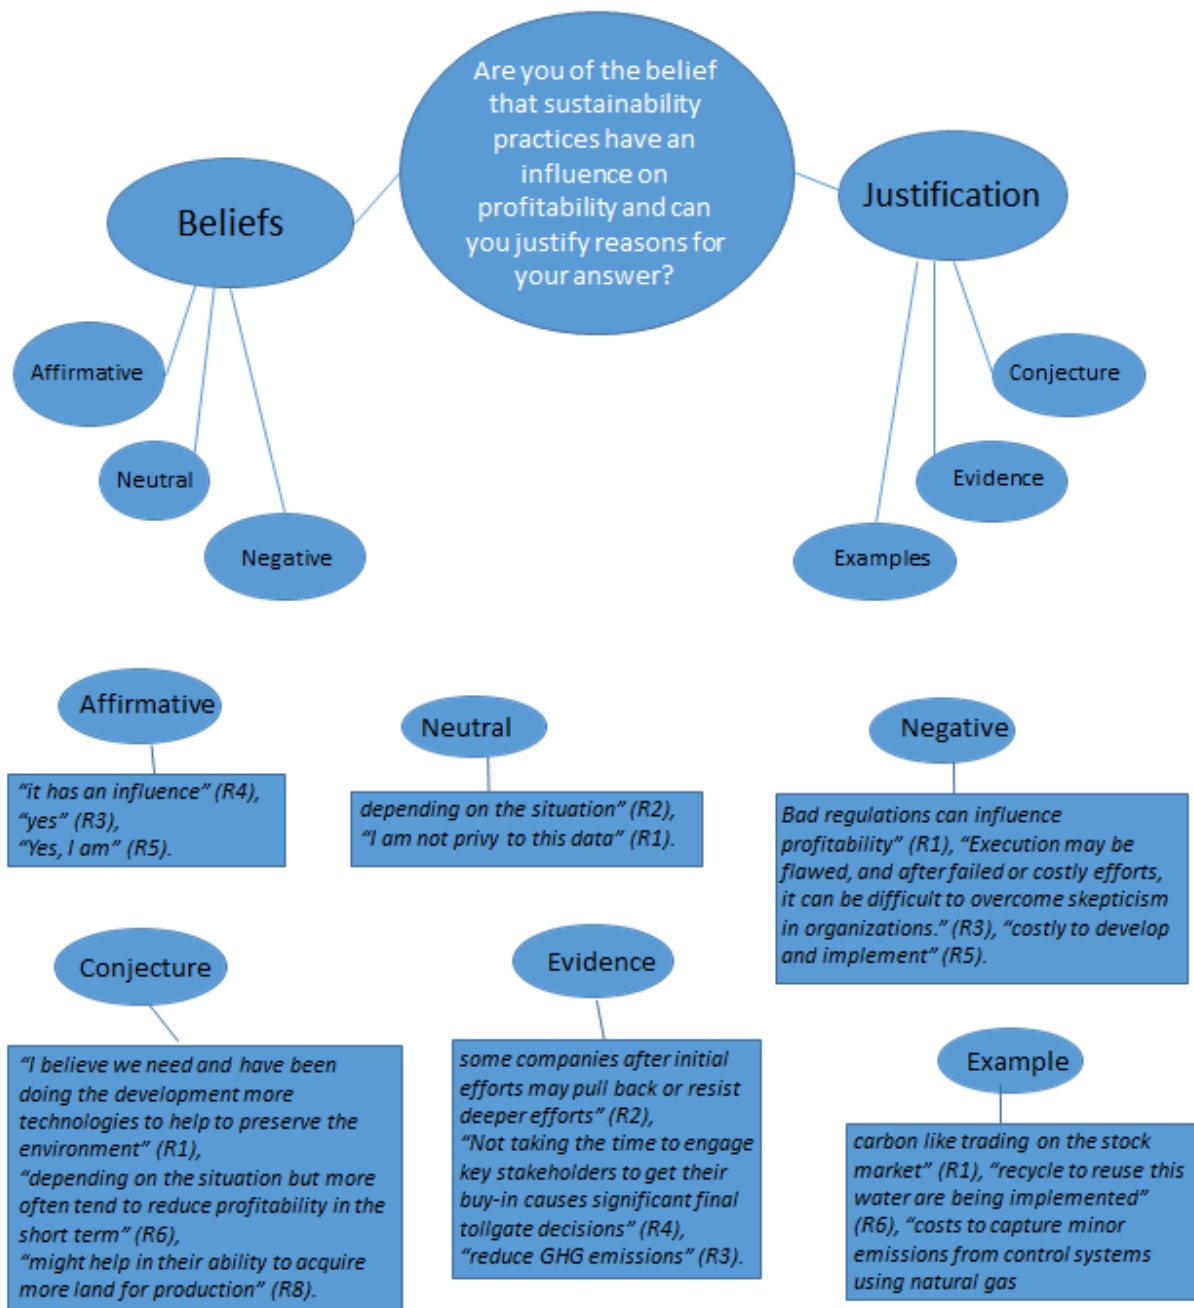 Are you of the belief
that sustainability
practices have an
influence on
profitability and can
you justify reasons for
your answer?
Beliefs
Justification
Affirmative
Neutral
Negative
Conjecture
Evidence
Examples
Affirmative
“it has an influence” (R4),
“yes” (R3),
“Yes, I am” (R5).
Neutral
depending on the situation” (R2),
“I am not privy to this data” (R1).
Negative
Bad regulations can influence
profitability” (R1), “Execution may be
flawed, and after failed or costly efforts,
it can be difficult to overcome skepticism
in organizations.” (R3), “costly to develop
and implement” (R5).
Conjecture
“I believe we need and have been
doing the development more
technologies to help to preserve the
environment” (R1),
“depending on the situation but more
often tend to reduce profitability in the
short term” (R6),
“might help in their ability to acquire
more land for production” (R8).
Evidence
some companies after initial
efforts may pull back or resist
deeper efforts” (R2),
“Not taking the time to engage
key stakeholders to get their
buy-in causes significant final
tollgate decisions” (R4),
“reduce GHG emissions” (R3).
Example
carbon like trading on the stock
market” (R1), “recycle to reuse this
water are being implemented”
(R6), “costs to capture minor
emissions from control systems
using natural gas